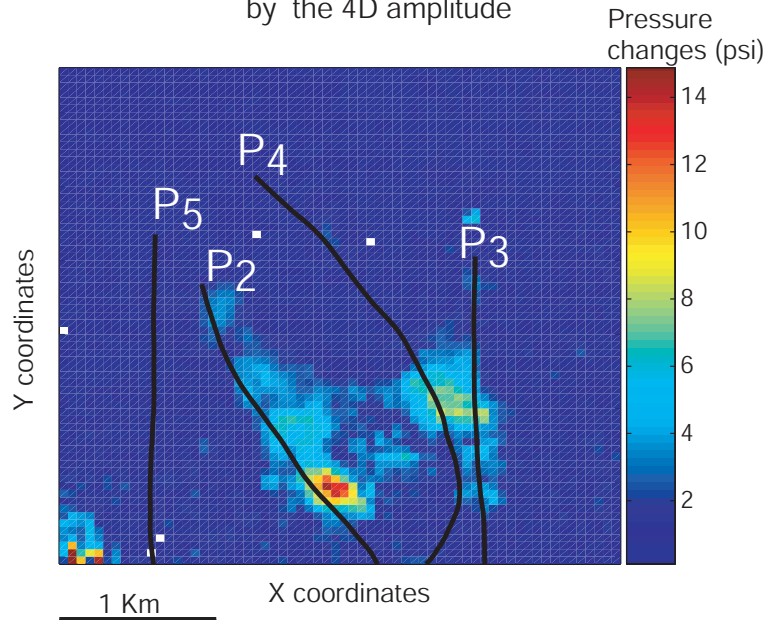 by the 4D amplitude
Pressure
changes (psi)
14
12
10
8
6
4
2
P4
P5
P3
P2
Y coordinates
X coordinates
1 Km